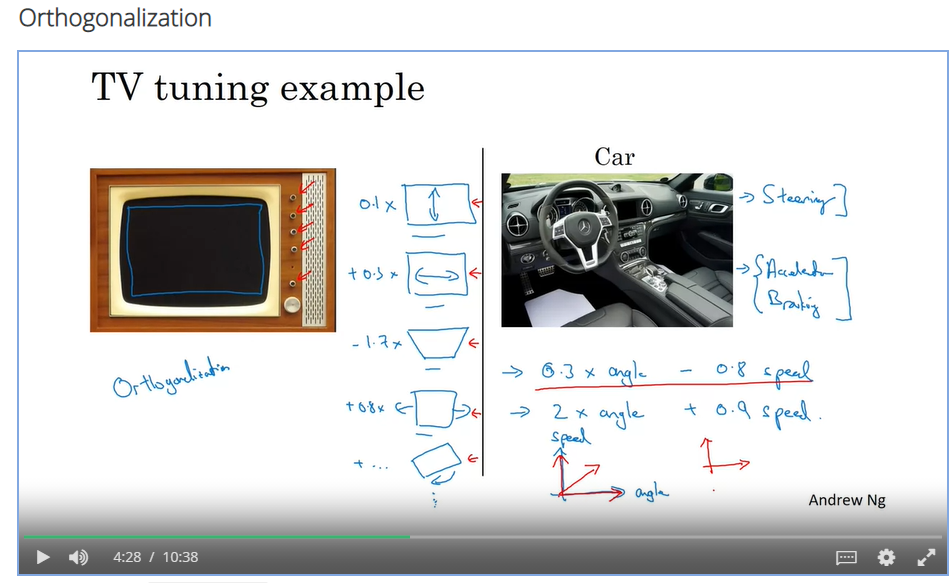 Orthogonalization
TV tuning example
Car
0.1 x
+ 0.3 x
- 1.7 x
+ 0.8 x
+ ...
Orthogonalization
→ Steering ]
→ { Acceleration
Braking
→ 0.3 x angle - 0.8 speed
→ 2 x angle + 0.9 speed.
speed
angle
Andrew Ng
4:28 / 10:38